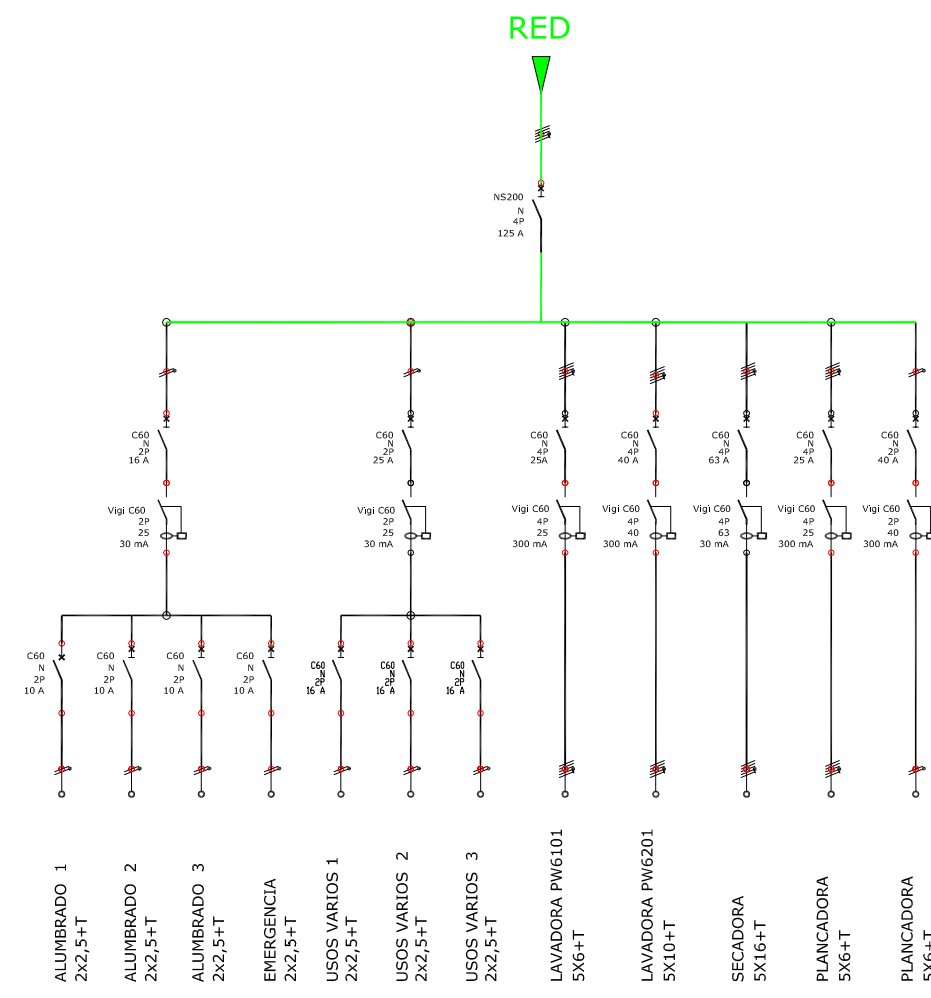 RED
NS200
N
4P
125 A
C60
N
2P
16 A
C60
N
2P
25 A
C60
N
4P
25A
C60
N
4P
40 A
C60
N
4P
63 A
C60
N
4P
25 A
C60
N
2P
40 A
Vigi C60
2P
25
30 mA
Vigi C60
2P
25
30 mA
Vigi C60
4P
25
300 mA
Vigi C60
4P
40
300 mA
Vigi C60
4P
63
30 mA
Vigi C60
4P
25
300 mA
Vigi C60
2P
40
300 mA
C60
N
2P
10 A
C60
N
2P
10 A
C60
N
2P
10 A
C60
N
2P
10 A
C60
N
2P
16 A
C60
N
2P
16 A
C60
N
2P
16 A
ALUMBRADO 1
2x2,5+T
ALUMBRADO 2
2x2,5+T
ALUMBRADO 3
2x2,5+T
EMERGENCIA
2x2,5+T
USOS VARIOS 1
2x2,5+T
USOS VARIOS 2
2x2,5+T
USOS VARIOS 3
2x2,5+T
LAVADORA PW6101
5X6+T
LAVADORA PW6201
5X10+T
SECADORA
5X16+T
PLANCADORA
5X6+T
PLANCADORA
5X6+T